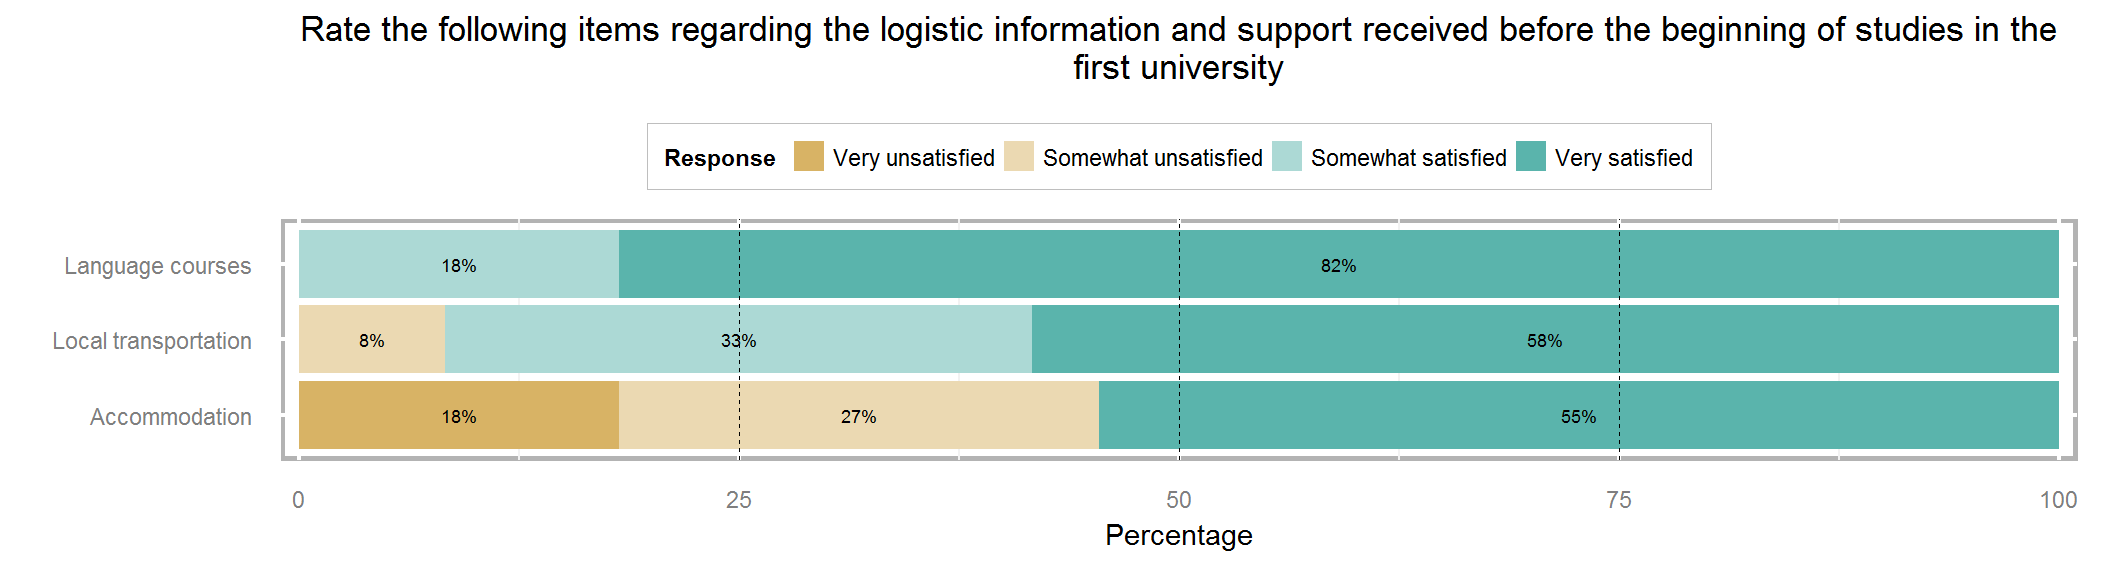 Rate the following items regarding the logistic information and support received before the beginning of studies in the
first university
Response Very unsatisfied Somewhat unsatisfied Somewhat satisfied Very satisfied
Language courses 18% 82%
Local transportation 8% 33% 58%
Accommodation 18% 27% 55%
0 25 50 75 100
Percentage